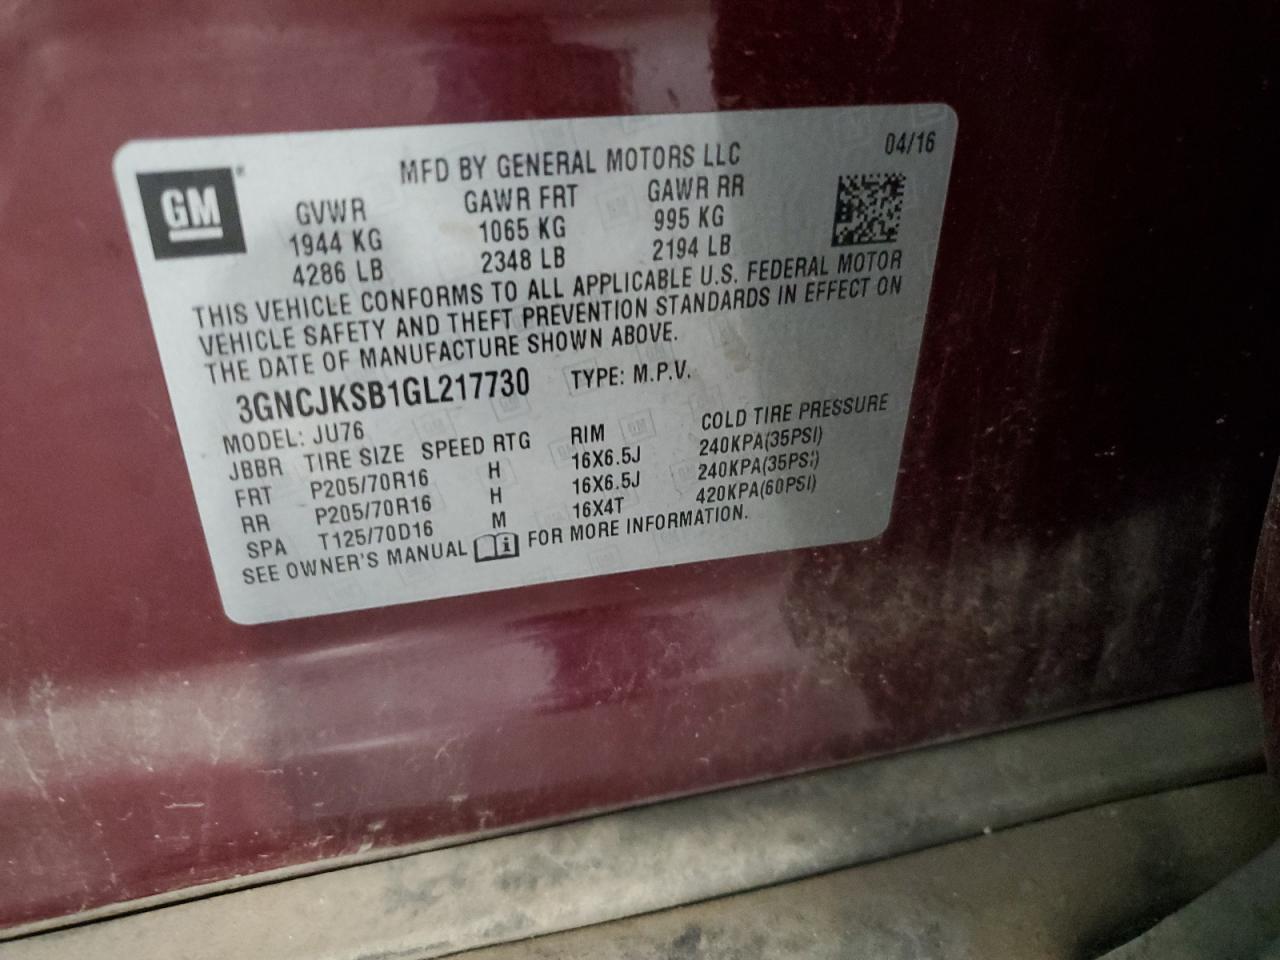 MFD BY GENERAL MOTORS LLC 04/16
GM
GVWR GAWR FRT GAWR RR
1944 KG 1065 KG 995 KG
4286 LB 2348 LB 2194 LB
THIS VEHICLE CONFORMS TO ALL APPLICABLE U.S. FEDERAL MOTOR
VEHICLE SAFETY AND THEFT PREVENTION STANDARDS IN EFFECT ON
THE DATE OF MANUFACTURE SHOWN ABOVE.
3GNCJKSB1GL217730 TYPE: M.P.V.
MODEL: JU76
JBBR TIRE SIZE SPEED RTG RIM COLD TIRE PRESSURE
FRT P205/70R16 H 16X6.5J 240KPA(35PSI)
RR P205/70R16 H 16X6.5J 240KPA(35PSI)
SPA T125/70D16 M 16X4T 420KPA(60PSI)
SEE OWNER'S MANUAL FOR MORE INFORMATION.